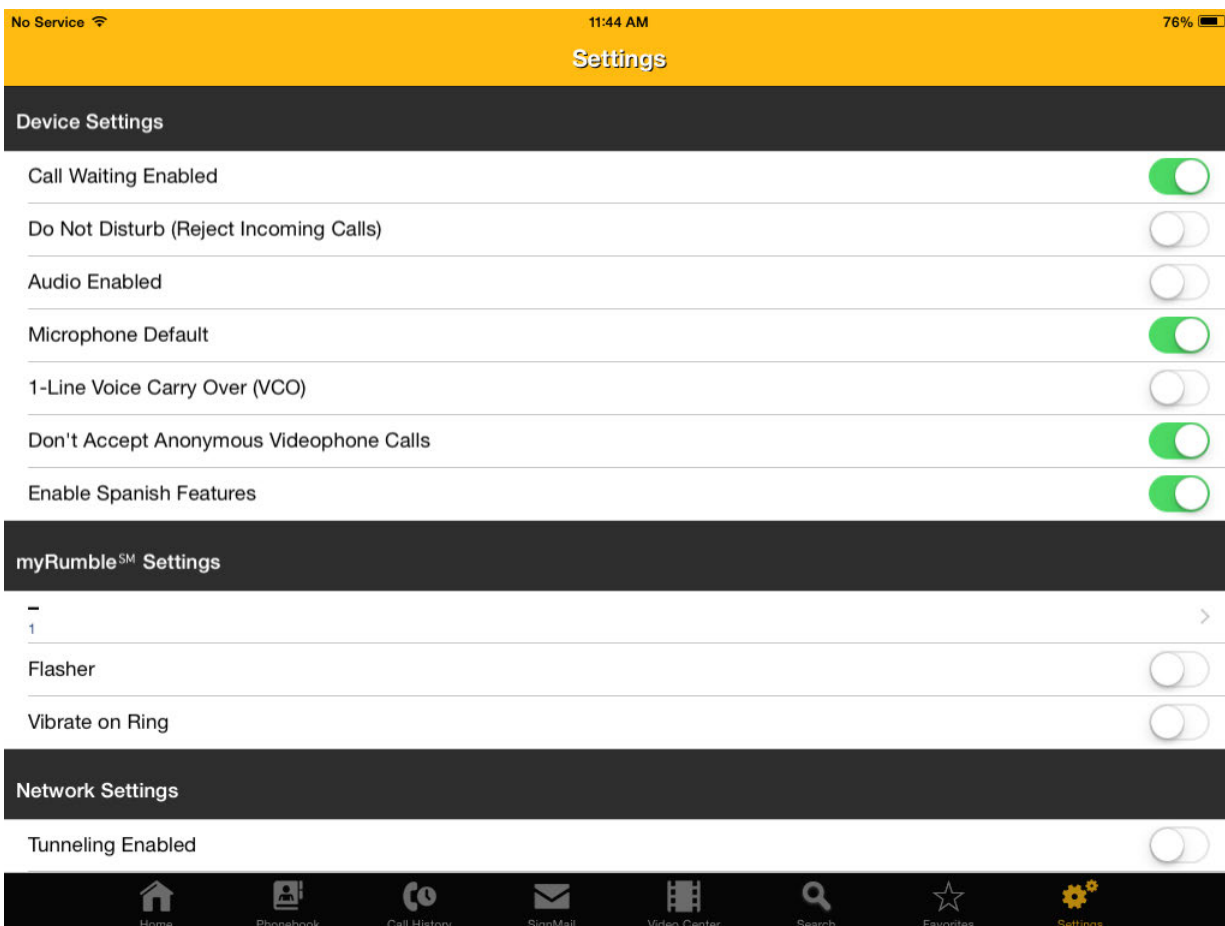 No Service 11:44 AM 76%
Settings
Device Settings
Call Waiting Enabled
Do Not Disturb (Reject Incoming Calls)
Audio Enabled
Microphone Default
1-Line Voice Carry Over (VCO)
Don't Accept Anonymous Videophone Calls
Enable Spanish Features
myRumble℠ Settings
–
1
Flasher
Vibrate on Ring
Network Settings
Tunneling Enabled
Home Phonebook Call History SignMail Video Center Search Favorites Settings